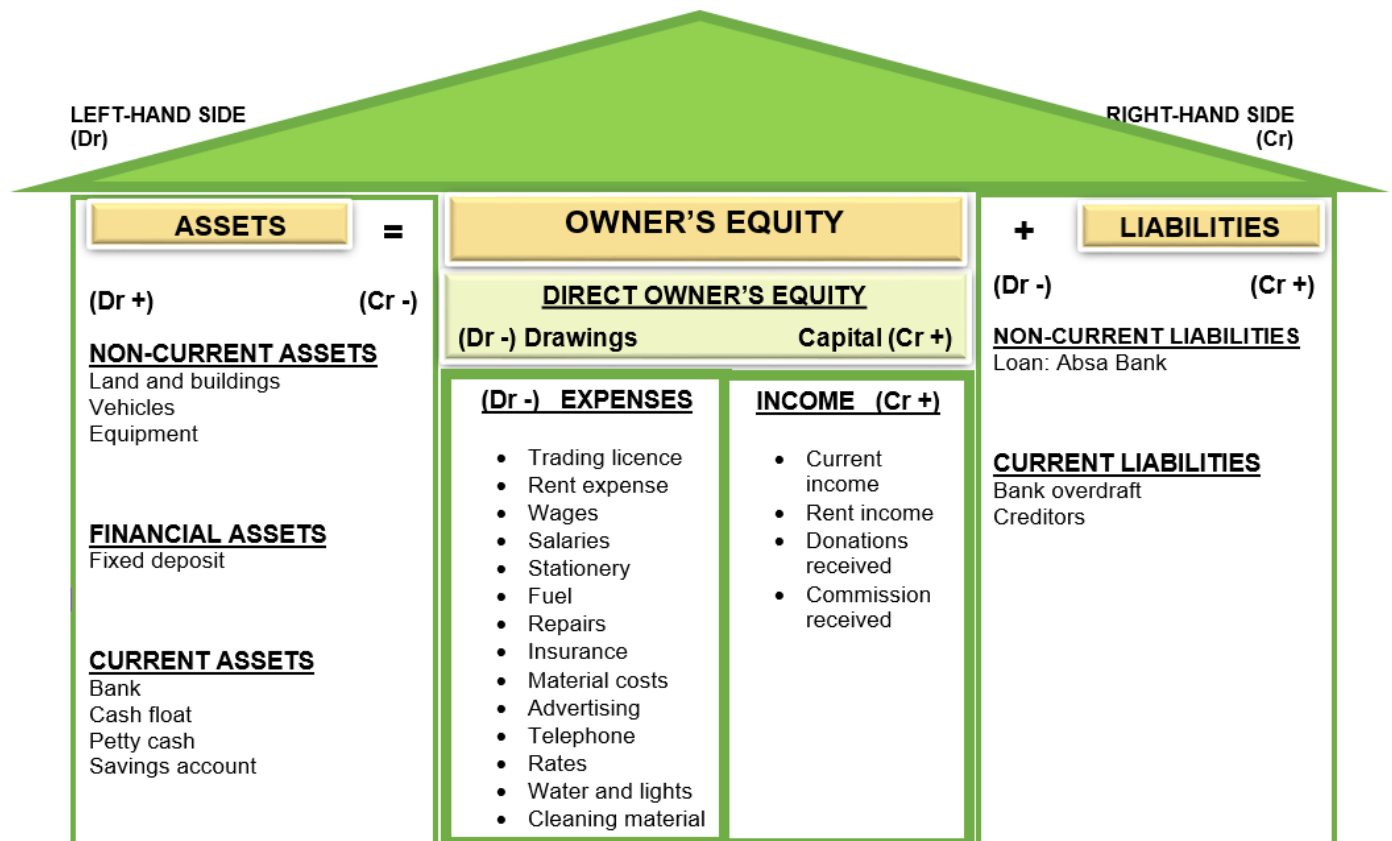 LEFT-HAND SIDE
(Dr)
RIGHT-HAND SIDE
(Cr)
ASSETS
=
OWNER’S EQUITY
+
LIABILITIES
(Dr +) (Cr -)
NON-CURRENT ASSETS
Land and buildings
Vehicles
Equipment
FINANCIAL ASSETS
Fixed deposit
CURRENT ASSETS
Bank
Cash float
Petty cash
Savings account
DIRECT OWNER’S EQUITY
(Dr -) Drawings Capital (Cr +)
(Dr -) EXPENSES
• Trading licence
• Rent expense
• Wages
• Salaries
• Stationery
• Fuel
• Repairs
• Insurance
• Material costs
• Advertising
• Telephone
• Rates
• Water and lights
• Cleaning material
INCOME (Cr +)
• Current
income
• Rent income
• Donations
received
• Commission
received
(Dr -) (Cr +)
NON-CURRENT LIABILITIES
Loan: Absa Bank
CURRENT LIABILITIES
Bank overdraft
Creditors